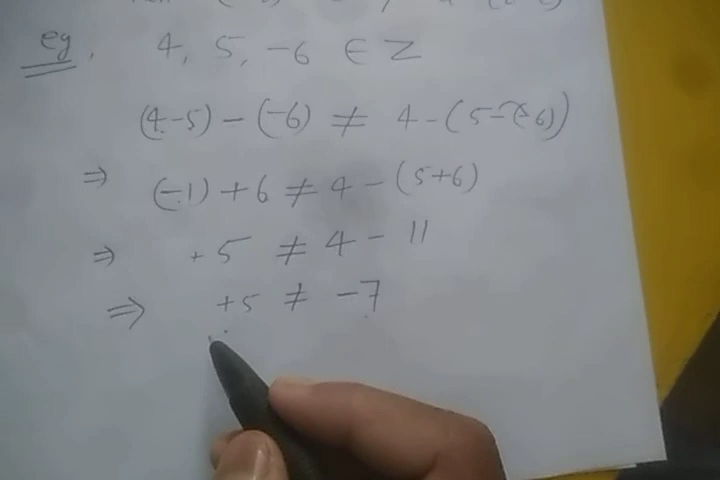 eg. 4, 5, -6 ∈ Z
(4-5) - (-6) ≠ 4 - (5-(-6))
⇒ (-1) + 6 ≠ 4 - (5+6)
⇒ +5 ≠ 4 - 11
⇒ +5 ≠ -7